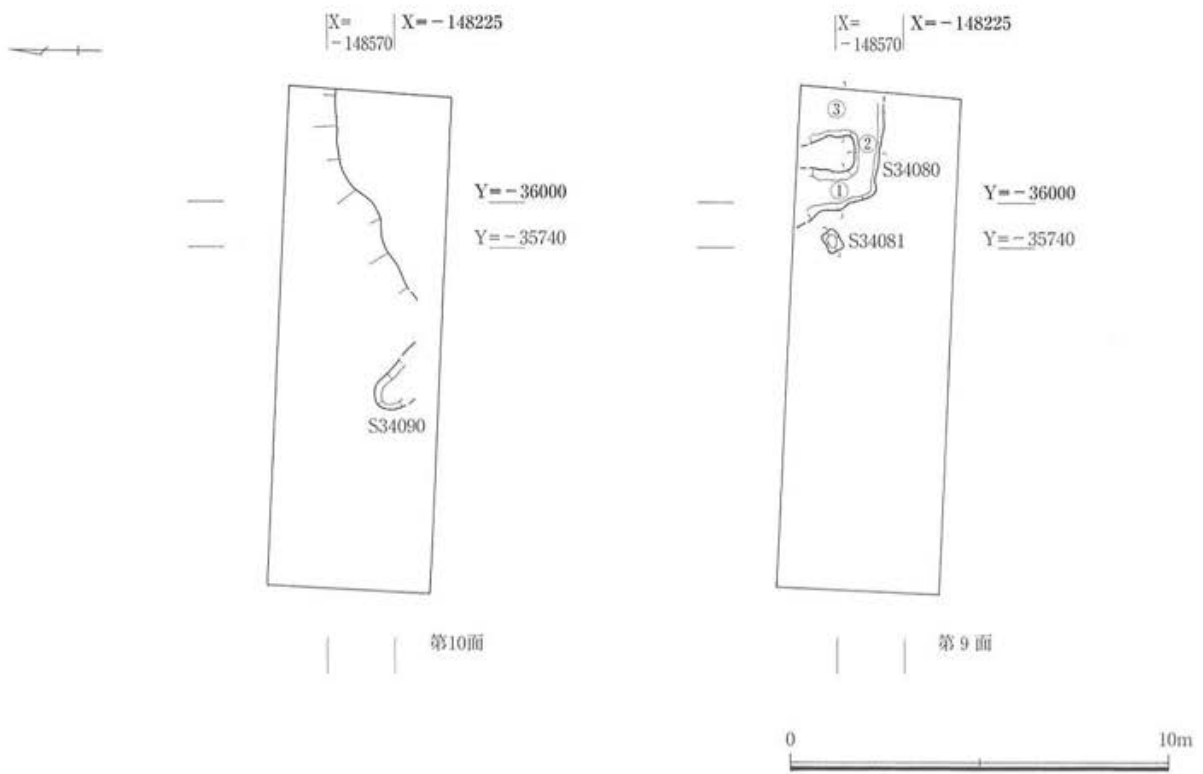 X=
-148570
X=-148225
X=
-148570
X=-148225
Y=-36000
Y=-35740
S34090
③
②
①
S34080
S34081
Y=-36000
Y=-35740
第10面
第 9 面
0
10m